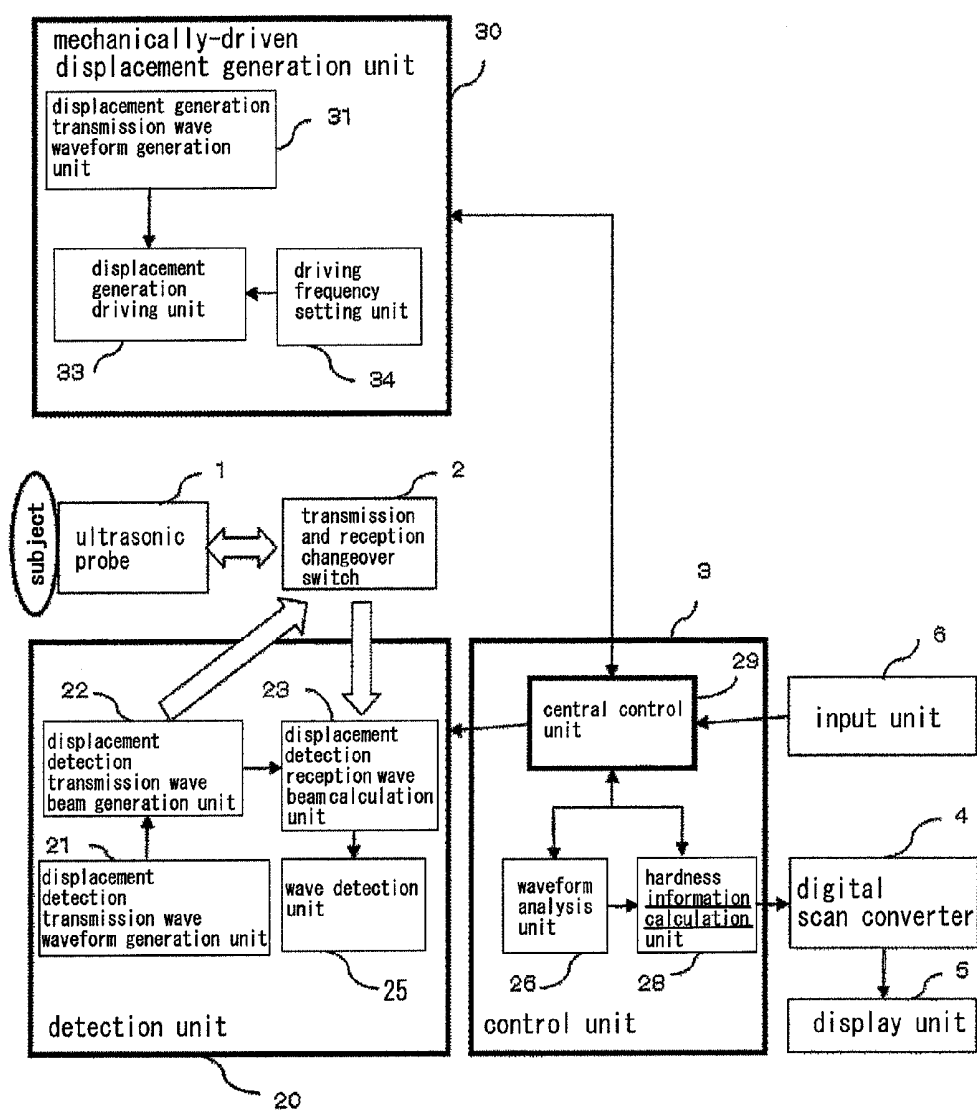 mechanically-driven
displacement generation unit
30
displacement generation
transmission wave
waveform generation
unit
31
displacement
generation
driving unit
driving
frequency
setting unit
33
34
1
2
subject
ultrasonic
probe
transmission
and reception
changeover
switch
3
22
23
29
6
displacement
detection
transmission wave
beam generation unit
displacement
detection
reception wave
beam calculation
unit
central control
unit
input unit
21
4
displacement
detection
transmission wave
waveform generation unit
wave detection
unit
waveform
analysis
unit
hardness
information
calculation
unit
digital
scan converter
25
26
28
5
detection unit
control unit
display unit
20